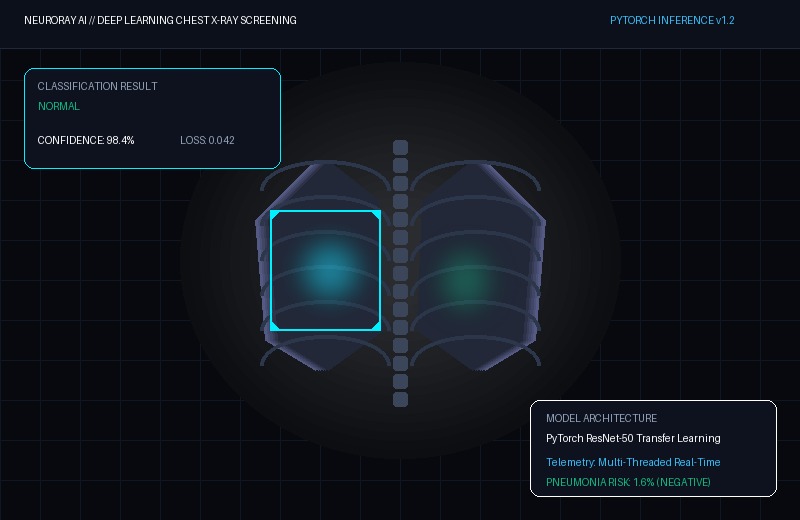 NEURORAY AI // DEEP LEARNING CHEST X-RAY SCREENING
PYTORCH INFERENCE v1.2
CLASSIFICATION RESULT
NORMAL
CONFIDENCE: 98.4%
LOSS: 0.042
MODEL ARCHITECTURE
PyTorch ResNet-50 Transfer Learning
Telemetry: Multi-Threaded Real-Time
PNEUMONIA RISK: 1.6% (NEGATIVE)